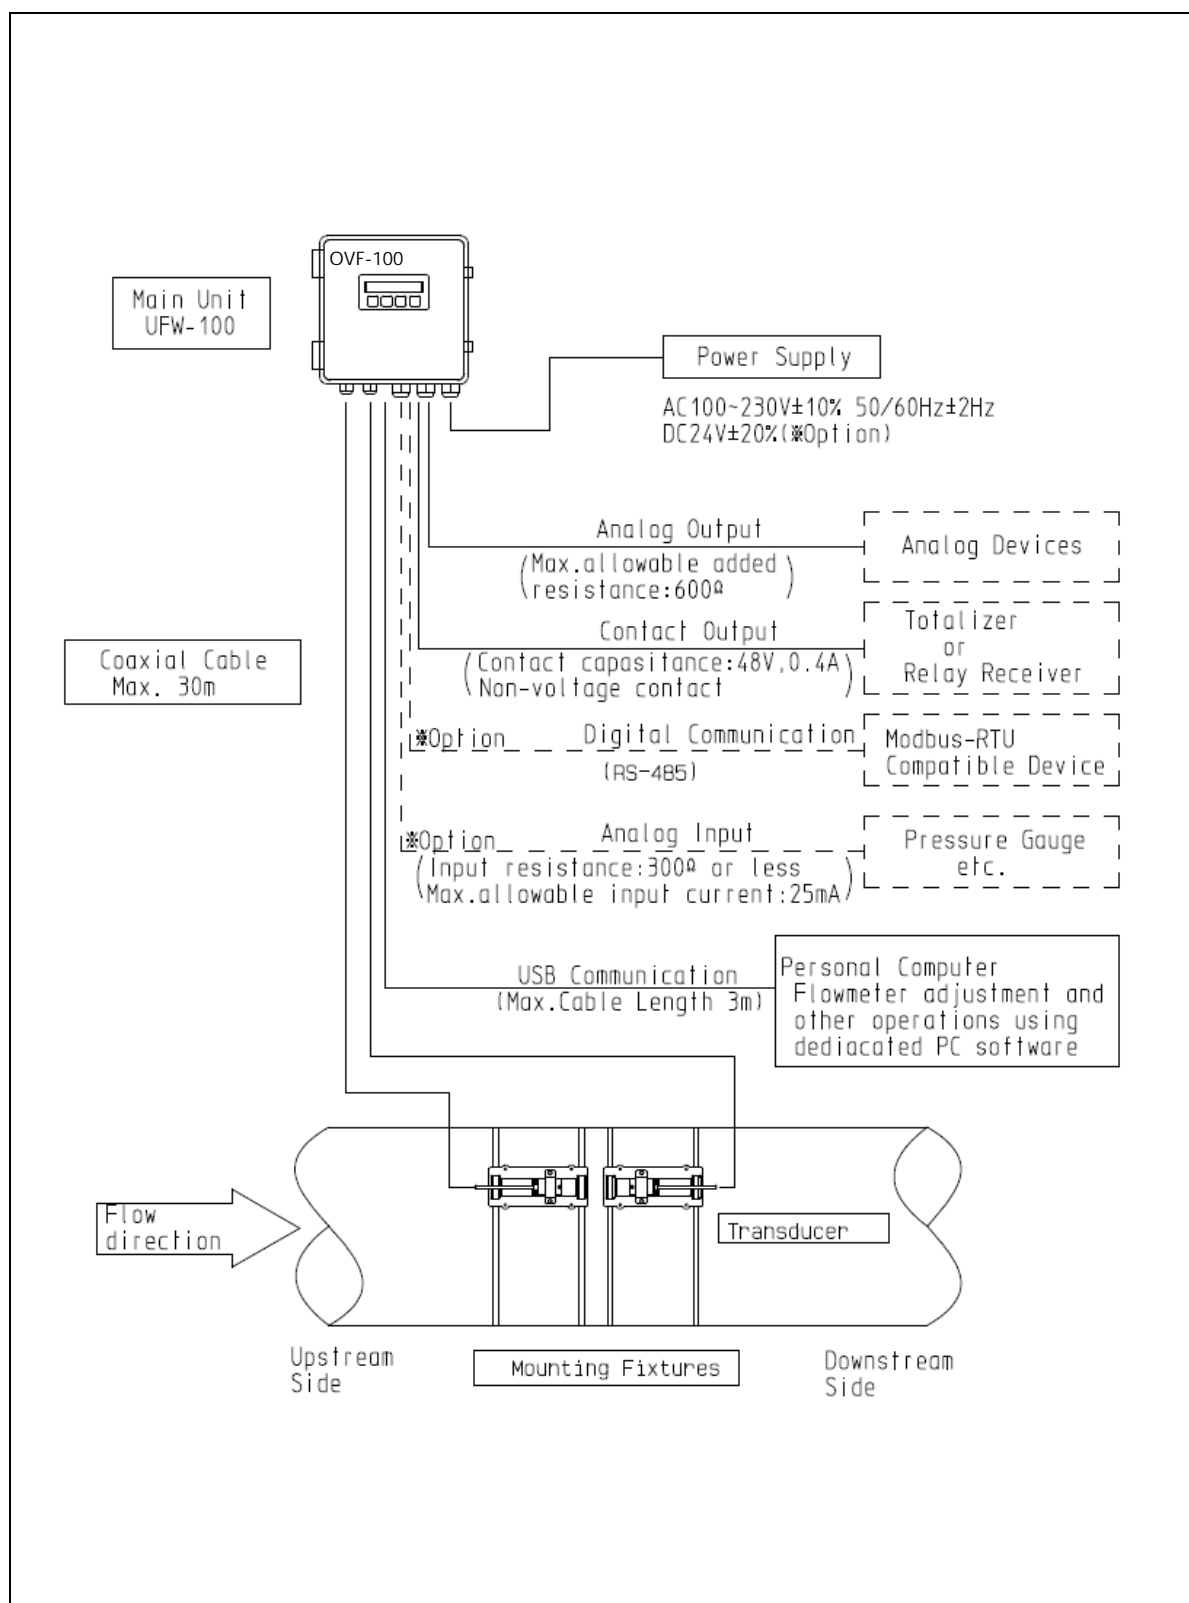 OVF-100
Main Unit
UFW-100
Power Supply
AC100~230V±10% 50/60Hz±2Hz
DC24V±20%(※Option)
Analog Output
(Max.allowable added
resistance:600Ω)
Analog Devices
Contact Output
(Contact capasitance:48V,0.4A
Non-voltage contact)
Totalizer
or
Relay Receiver
Coaxial Cable
Max. 30m
※Option
Digital Communication
(RS-485)
Modbus-RTU
Compatible Device
※Option
Analog Input
(Input resistance:300Ω or less
Max.allowable input current:25mA)
Pressure Gauge
etc.
USB Communication
(Max.Cable Length 3m)
Personal Computer
Flowmeter adjustment and
other operations using
dediacated PC software
Flow
direction
Transducer
Upstream
Side
Mounting Fixtures
Downstream
Side